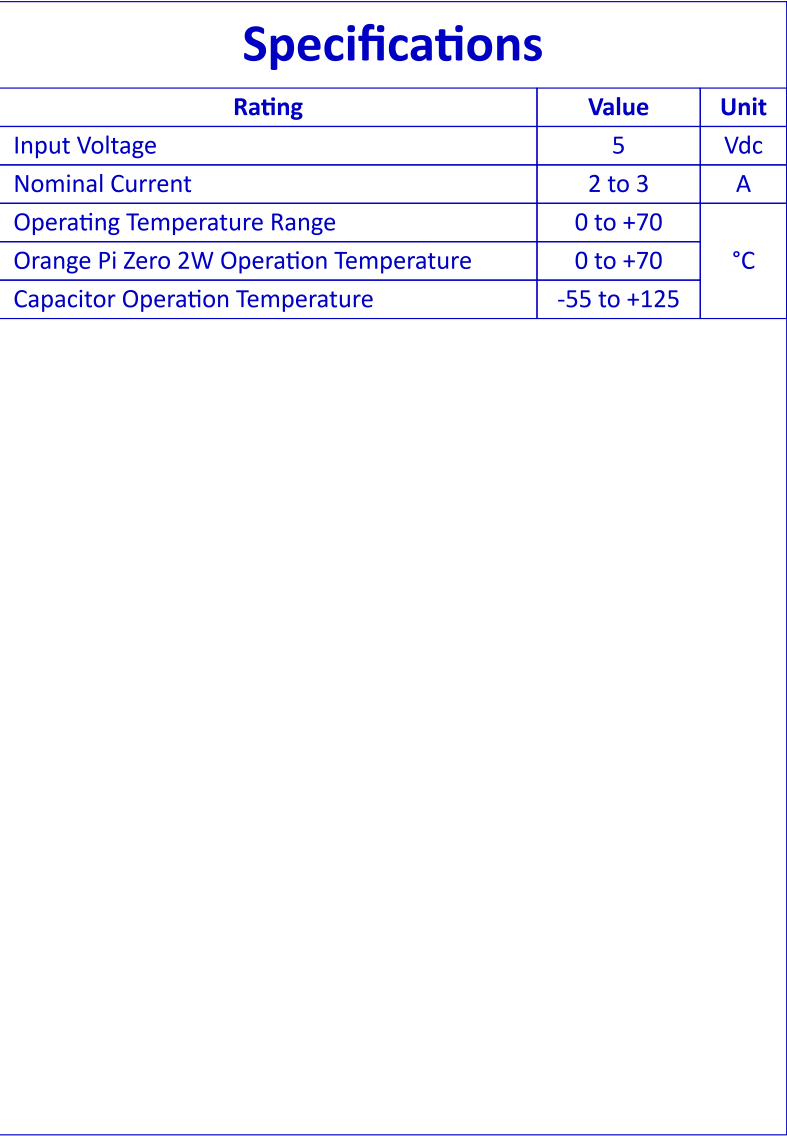 Specifications
Rating Value Unit
Input Voltage 5 Vdc
Nominal Current 2 to 3 A
Operating Temperature Range 0 to +70
Orange Pi Zero 2W Operation Temperature 0 to +70 °C
Capacitor Operation Temperature -55 to +125